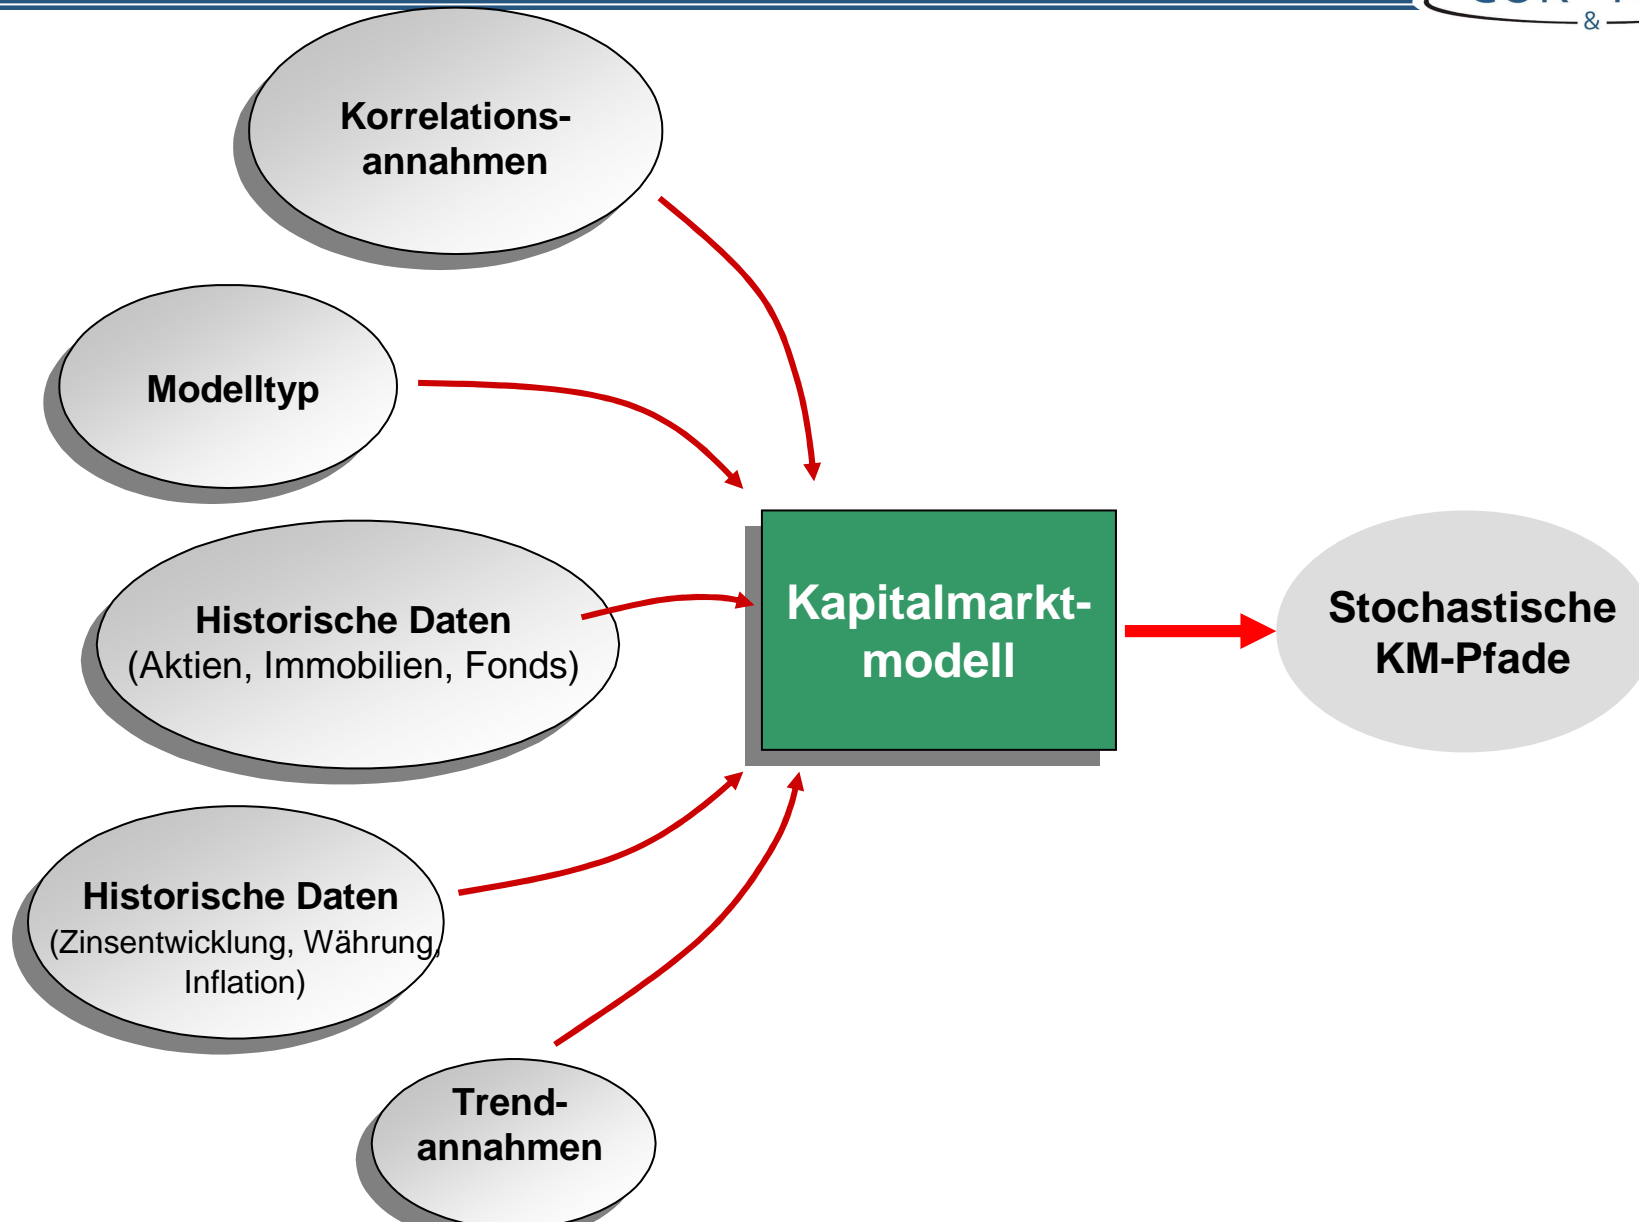 &
Korrelations-
annahmen
Modelltyp
Historische Daten
(Aktien, Immobilien, Fonds)
Kapitalmarkt-
modell
Stochastische
KM-Pfade
Historische Daten
(Zinsentwicklung, Währung,
Inflation)
Trend-
annahmen